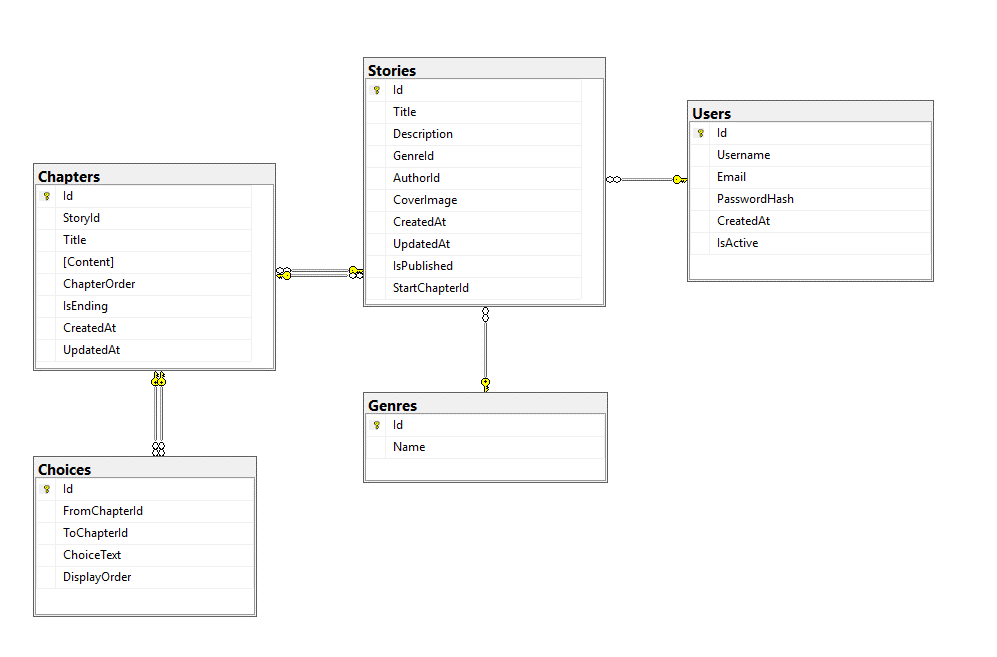 Stories
Id
Title
Description
GenreId
AuthorId
CoverImage
CreatedAt
UpdatedAt
IsPublished
StartChapterId
Users
Id
Username
Email
PasswordHash
CreatedAt
IsActive
Chapters
Id
StoryId
Title
[Content]
ChapterOrder
IsEnding
CreatedAt
UpdatedAt
Genres
Id
Name
Choices
Id
FromChapterId
ToChapterId
ChoiceText
DisplayOrder